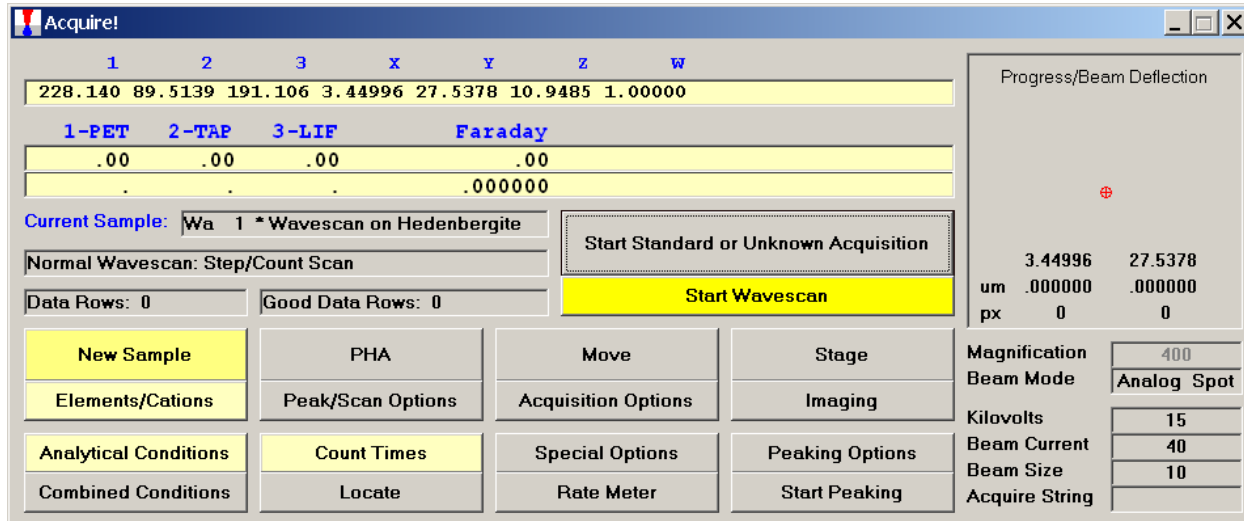 Acquire!
1 2 3 X Y Z W
228.140 89.5139 191.106 3.44996 27.5378 10.9485 1.00000
1-PET 2-TAP 3-LIF Faraday
.00 .00 .00 .00
. . . .000000
Current Sample: Wa 1 * Wavescan on Hedenbergite
Normal Wavescan: Step/Count Scan
Data Rows: 0 Good Data Rows: 0
Start Standard or Unknown Acquisition
Start Wavescan
New Sample PHA Move Stage
Elements/Cations Peak/Scan Options Acquisition Options Imaging
Analytical Conditions Count Times Special Options Peaking Options
Combined Conditions Locate Rate Meter Start Peaking
Progress/Beam Deflection
3.44996 27.5378
um .000000 .000000
px 0 0
Magnification 400
Beam Mode Analog Spot
Kilovolts 15
Beam Current 40
Beam Size 10
Acquire String